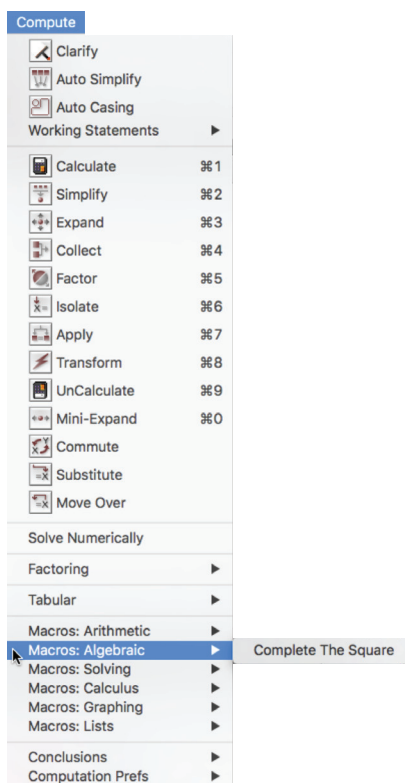 Compute
Clarify
Auto Simplify
Auto Casing
Working Statements ▶
Calculate ⌘1
Simplify ⌘2
Expand ⌘3
Collect ⌘4
Factor ⌘5
Isolate ⌘6
Apply ⌘7
Transform ⌘8
UnCalculate ⌘9
Mini-Expand ⌘0
Commute
Substitute
Move Over
Solve Numerically
Factoring ▶
Tabular ▶
Macros: Arithmetic ▶
Macros: Algebraic ▶ Complete The Square
Macros: Solving ▶
Macros: Calculus ▶
Macros: Graphing ▶
Macros: Lists ▶
Conclusions ▶
Computation Prefs ▶